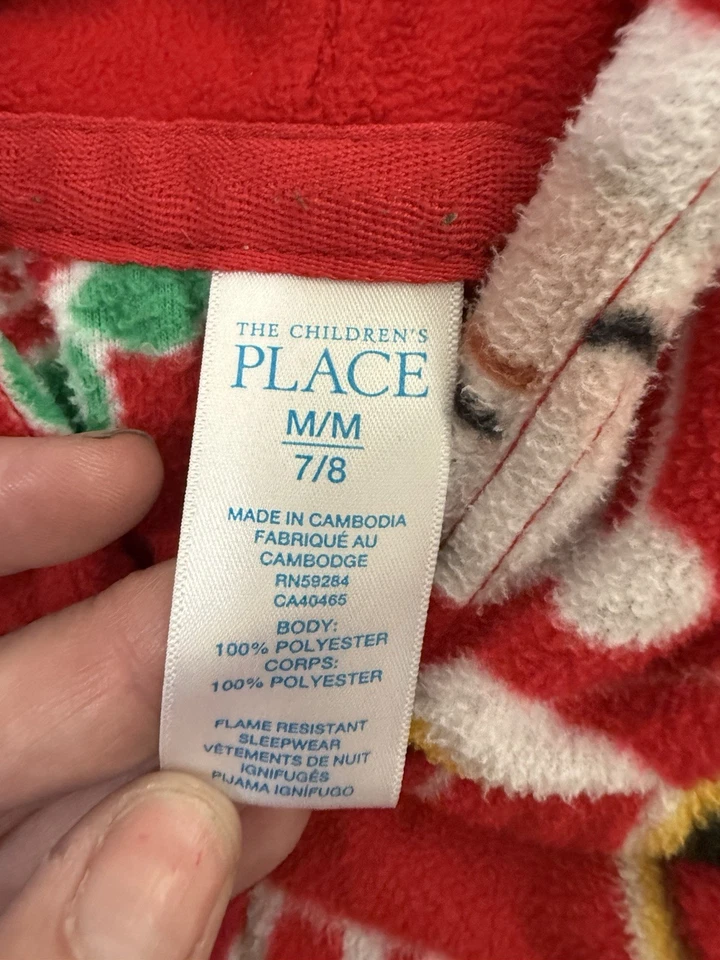 THE CHILDREN'S
PLACE
M/M
7/8
MADE IN CAMBODIA
FABRIQUÉ AU
CAMBODGE
RN59284
CA40465
BODY:
100% POLYESTER
CORPS:
100% POLYESTER
FLAME RESISTANT
SLEEPWEAR
VÊTEMENTS DE NUIT
IGNIFUGÉS
PIJAMA IGNÍFUGO